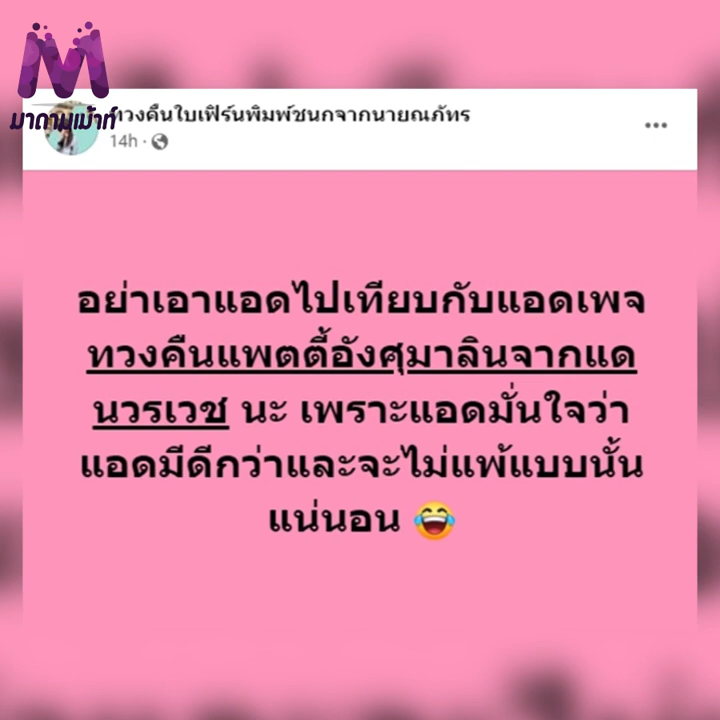 มาดามเม้าท์
ทวงคืนใบเฟิร์นพิมพ์ชนกจากนายณภัทร
14h
อย่าเอาแอดไปเทียบกับแอดเพจ
ทวงคืนแพตตี้อังศุมาลินจากแด
นวรเวช นะ เพราะแอดมั่นใจว่า
แอดมีดีกว่าและจะไม่แพ้แบบนั้น
แน่นอน 😂